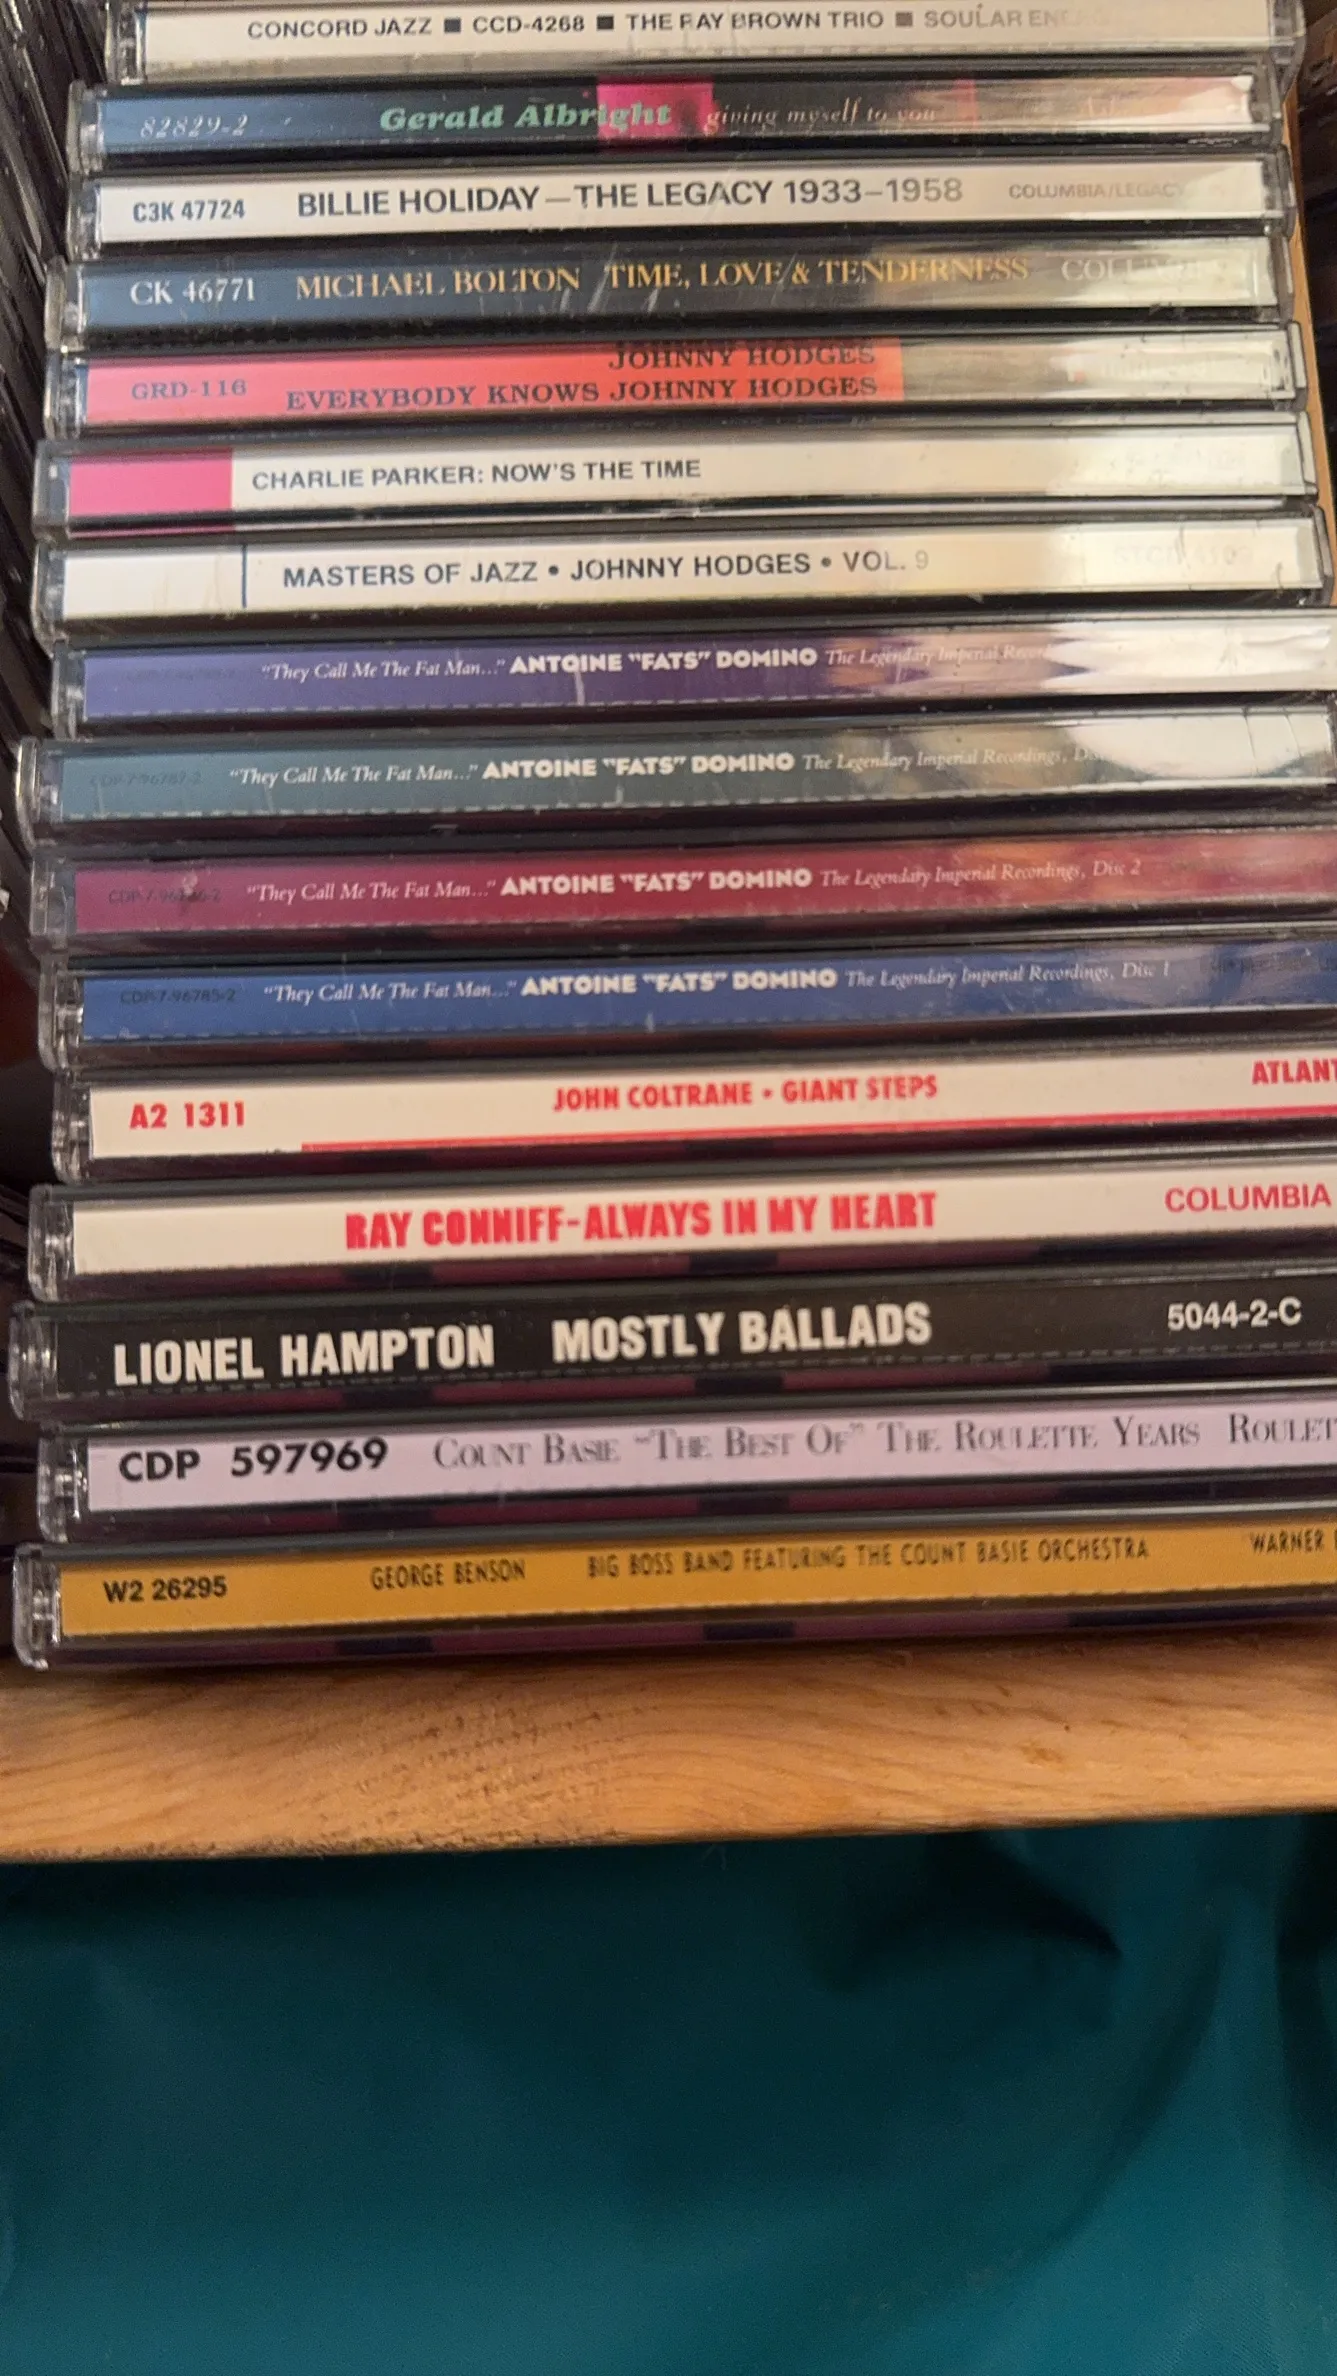 CONCORD JAZZ ■ CCD-4268 ■ THE RAY BROWN TRIO ■ SOULAR
82829-2 Gerald Albright giving myself to you
C3K 47724 BILLIE HOLIDAY—THE LEGACY 1933–1958 COLUMBIA/LEGACY
CK 46771 MICHAEL BOLTON TIME, LOVE & TENDERNESS
JOHNNY HODGES
GRD-116 EVERYBODY KNOWS JOHNNY HODGES
CHARLIE PARKER: NOW'S THE TIME
MASTERS OF JAZZ • JOHNNY HODGES • VOL. 9
"They Call Me The Fat Man..." ANTOINE "FATS" DOMINO The Legendary Imperial
"They Call Me The Fat Man..." ANTOINE "FATS" DOMINO The Legendary Imperial Recordings,
"They Call Me The Fat Man..." ANTOINE "FATS" DOMINO The Legendary Imperial Recordings, Disc 2
CDP-7-96785-2 "They Call Me The Fat Man..." ANTOINE "FATS" DOMINO The Legendary Imperial Recordings, Disc 1
A2 1311 JOHN COLTRANE • GIANT STEPS ATLANT
RAY CONNIFF-ALWAYS IN MY HEART COLUMBIA
LIONEL HAMPTON MOSTLY BALLADS 5044-2-C
CDP 597969 COUNT BASIE "THE BEST OF" THE ROULETTE YEARS ROULET
W2 26295 GEORGE BENSON BIG BOSS BAND FEATURING THE COUNT BASIE ORCHESTRA WARNER